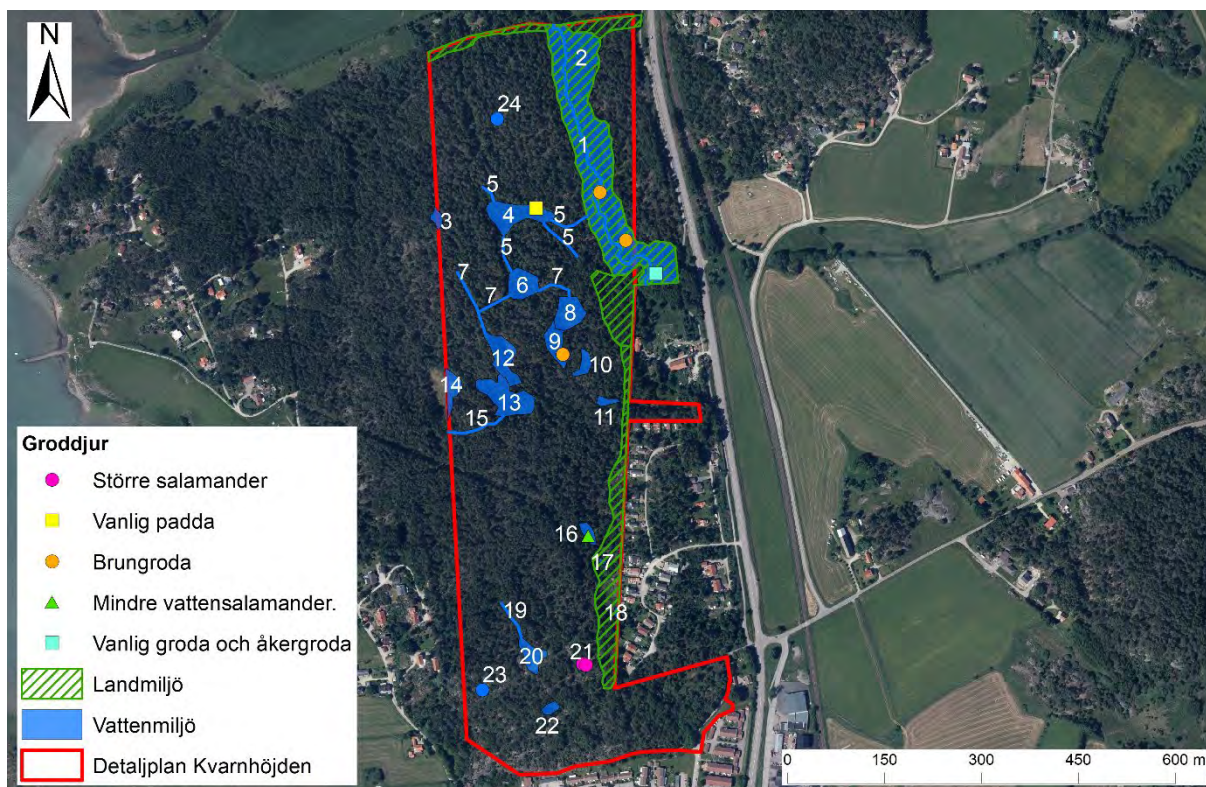 N
2
24
1
5
3
4
5
5
5
7
6
7
7
8
9
12
10
14
13
11
15
16
17
19
18
20
21
23
22
Groddjur
Större salamander
Vanlig padda
Brungroda
Mindre vattensalamander.
Vanlig groda och åkergroda
Landmiljö
Vattenmiljö
Detaljplan Kvarnhöjden
0 150 300 450 600 m